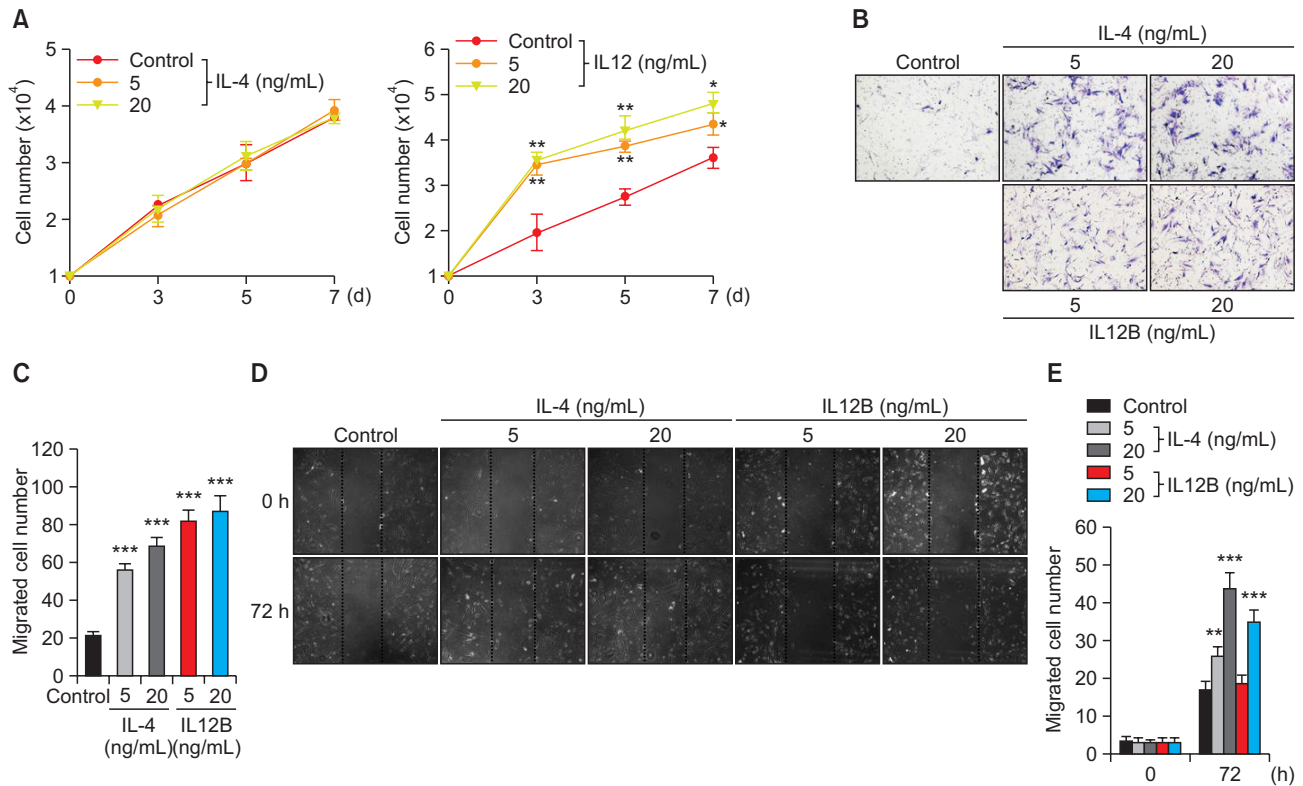 A
Cell number (x10⁴)
5
4
3
2
1
0 3 5 7 (d)
Control
5
20
IL-4 (ng/mL)
Cell number (x10⁴)
6
5
4
3
2
1
0 3 5 7 (d)
Control
5
20
IL12 (ng/mL)
**
**
**
**
*
*
B
IL-4 (ng/mL)
Control 5 20
5 20
IL12B (ng/mL)
C
Migrated cell number
120
100
80
60
40
20
0
*** *** *** ***
Control 5 20 5 20
IL-4 (ng/mL)
IL12B (ng/mL)
D
IL-4 (ng/mL) IL12B (ng/mL)
Control 5 20 5 20
0 h
72 h
E
Control
5
20
IL-4 (ng/mL)
5
20
IL12B (ng/mL)
Migrated cell number
60
50
40
30
20
10
0
** *** ***
0 72 (h)